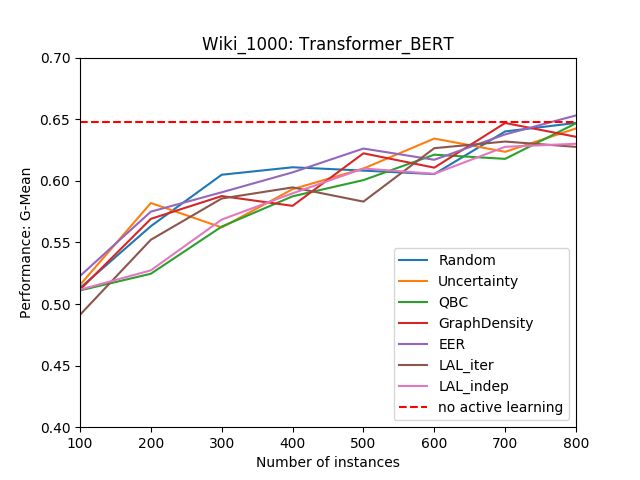 Wiki_1000: Transformer_BERT
Performance: G-Mean
0.70
0.65
0.60
0.55
0.50
0.45
0.40
100 200 300 400 500 600 700 800
Number of instances
Random
Uncertainty
QBC
GraphDensity
EER
LAL_iter
LAL_indep
no active learning